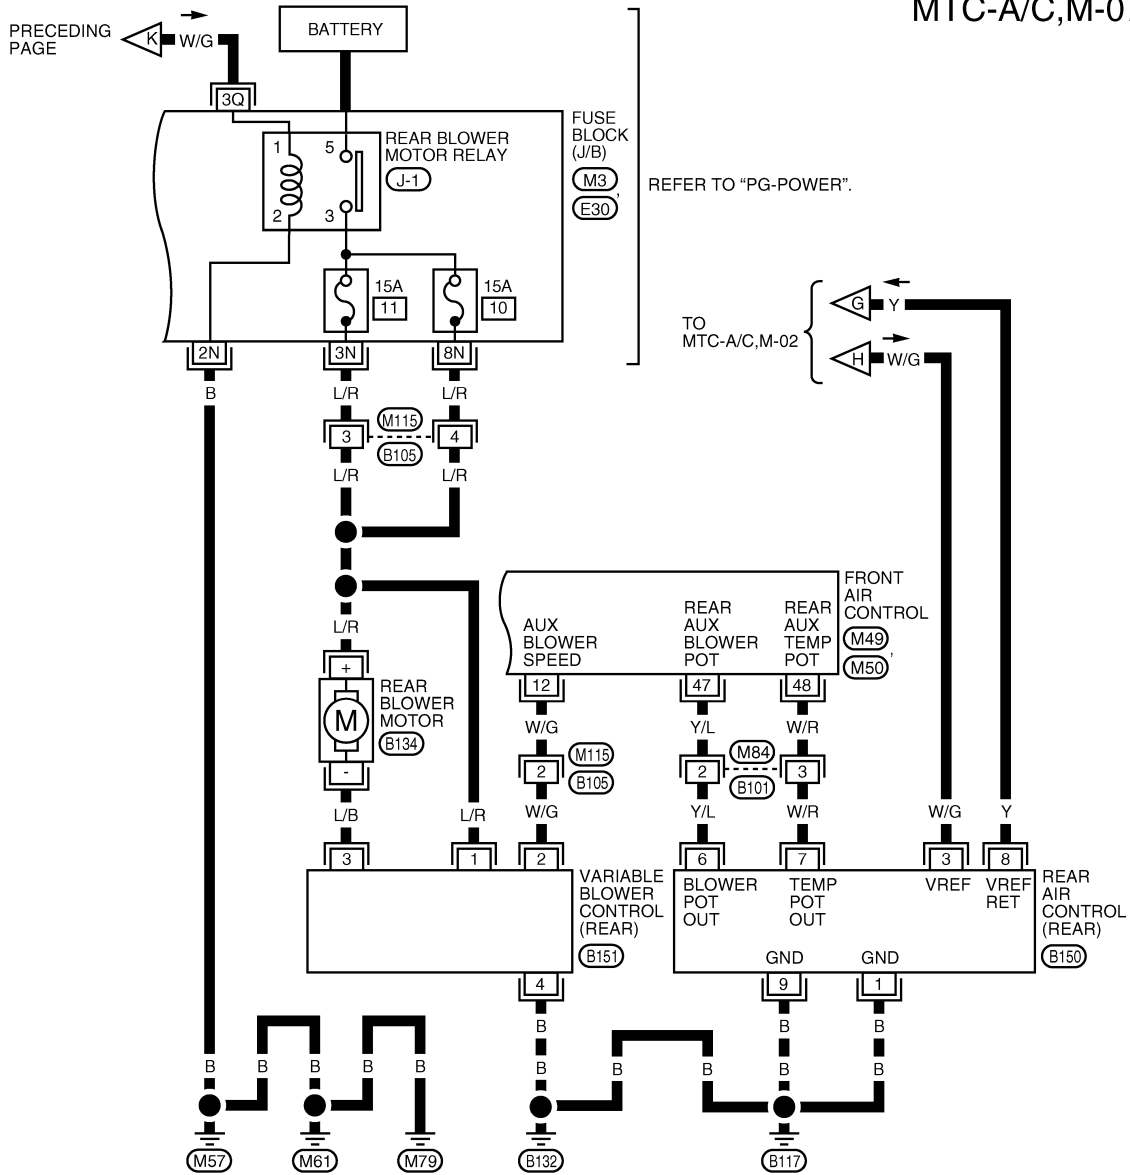 MTC-A/C,M-0
PRECEDING
PAGE
K
W/G
BATTERY
3Q
1
2
5
3
REAR BLOWER
MOTOR RELAY
J-1
FUSE
BLOCK
(J/B)
M3
,
E30
REFER TO “PG-POWER”.
15A
11
15A
10
2N
3N
8N
B
L/R
L/R
TO
MTC-A/C,M-02
G
Y
H
W/G
3
M115
B105
4
L/R
L/R
L/R
FRONT
AIR
CONTROL
M49
,
M50
AUX
BLOWER
SPEED
REAR
AUX
BLOWER
POT
REAR
AUX
TEMP
POT
12
47
48
+
M
-
REAR
BLOWER
MOTOR
B134
W/G
Y/L
W/R
2
M115
B105
2
M84
B101
3
L/B
L/R
W/G
Y/L
W/R
W/G
Y
3
1
2
6
7
3
8
VARIABLE
BLOWER
CONTROL
(REAR)
B151
BLOWER
POT
OUT
TEMP
POT
OUT
VREF
VREF
RET
REAR
AIR
CONTROL
(REAR)
B150
GND
GND
4
9
1
B
B
B
B
B
B
B
B
B
B
B
B
B
M57
M61
M79
B132
B117